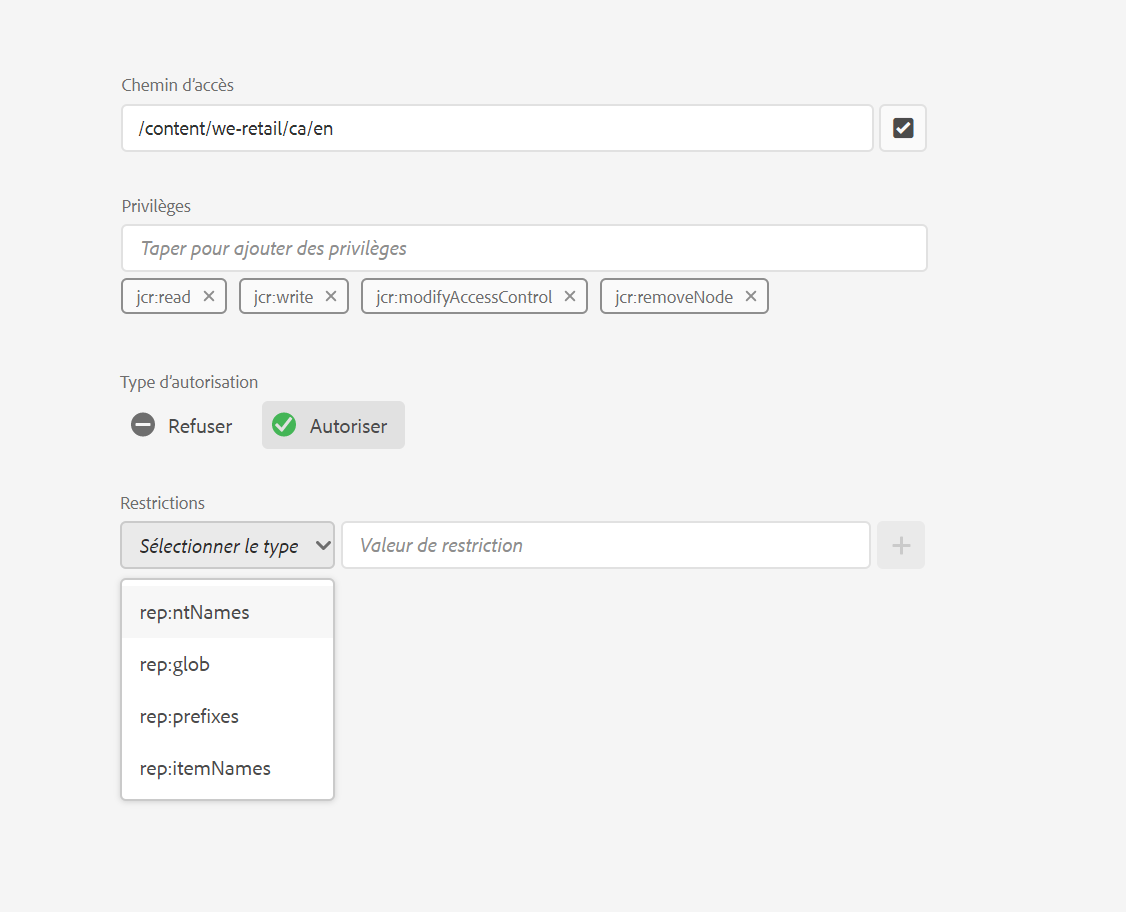 Chemin d’accès
/content/we-retail/ca/en
Privilèges
Taper pour ajouter des privilèges
jcr:read jcr:write jcr:modifyAccessControl jcr:removeNode
Type d’autorisation
Refuser Autoriser
Restrictions
Sélectionner le type Valeur de restriction
rep:ntNames
rep:glob
rep:prefixes
rep:itemNames